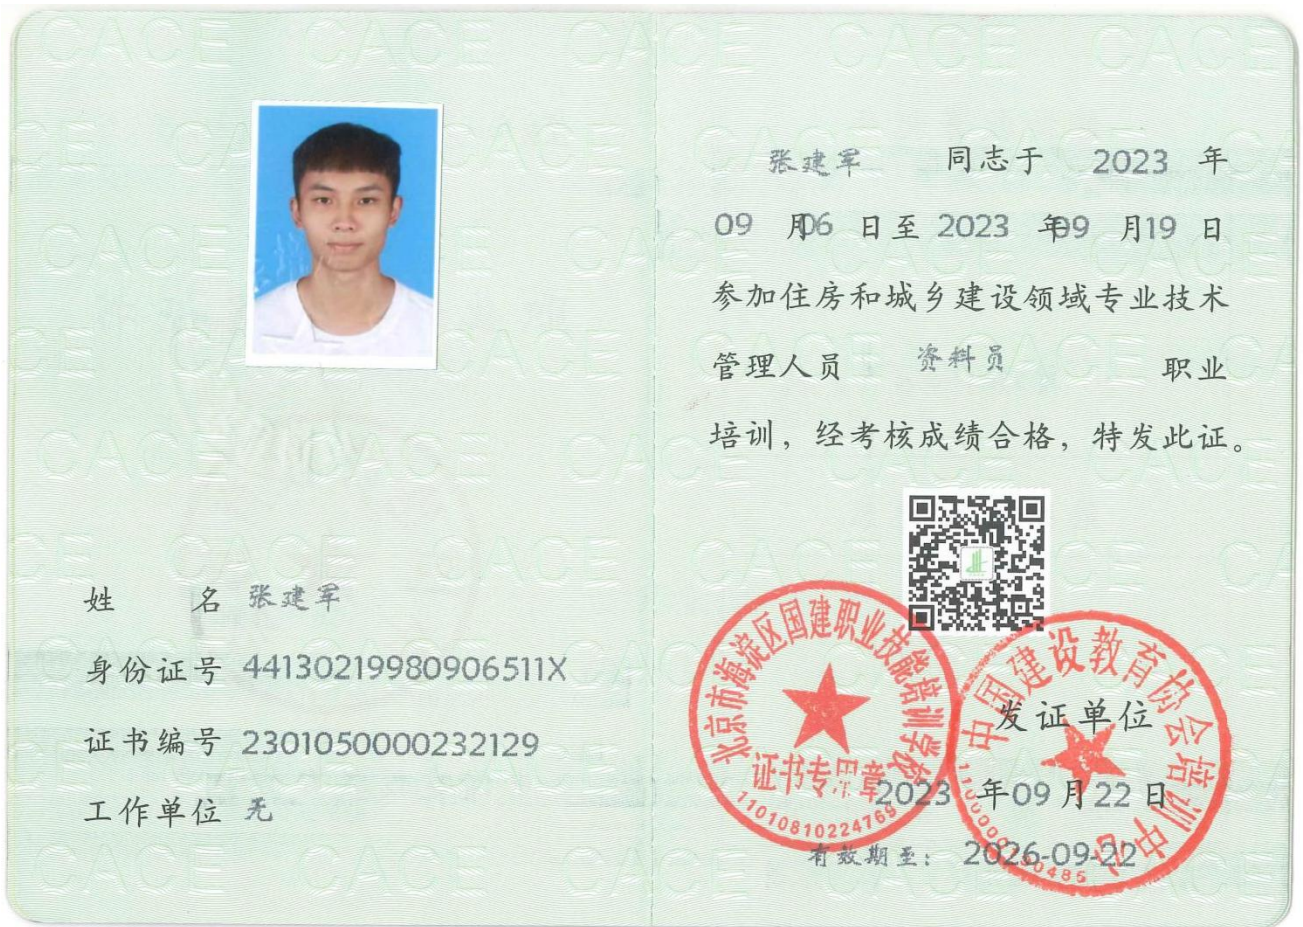 姓 名 张建军
身份证号 44130219980906511X
证书编号 2301050000232129
工作单位 无
张建军 同志于 2023 年
09 月06 日至 2023 年09 月19 日
参加住房和城乡建设领域专业技术
管理人员 资料员 职业
培训，经考核成绩合格，特发此证。
北京市海淀区国建职业技能培训学校
证书专用章
11010810224769
中国建设教育协会培训中心
发证单位
2023 年09 月22 日
有效期至： 2026-09-22
CACE